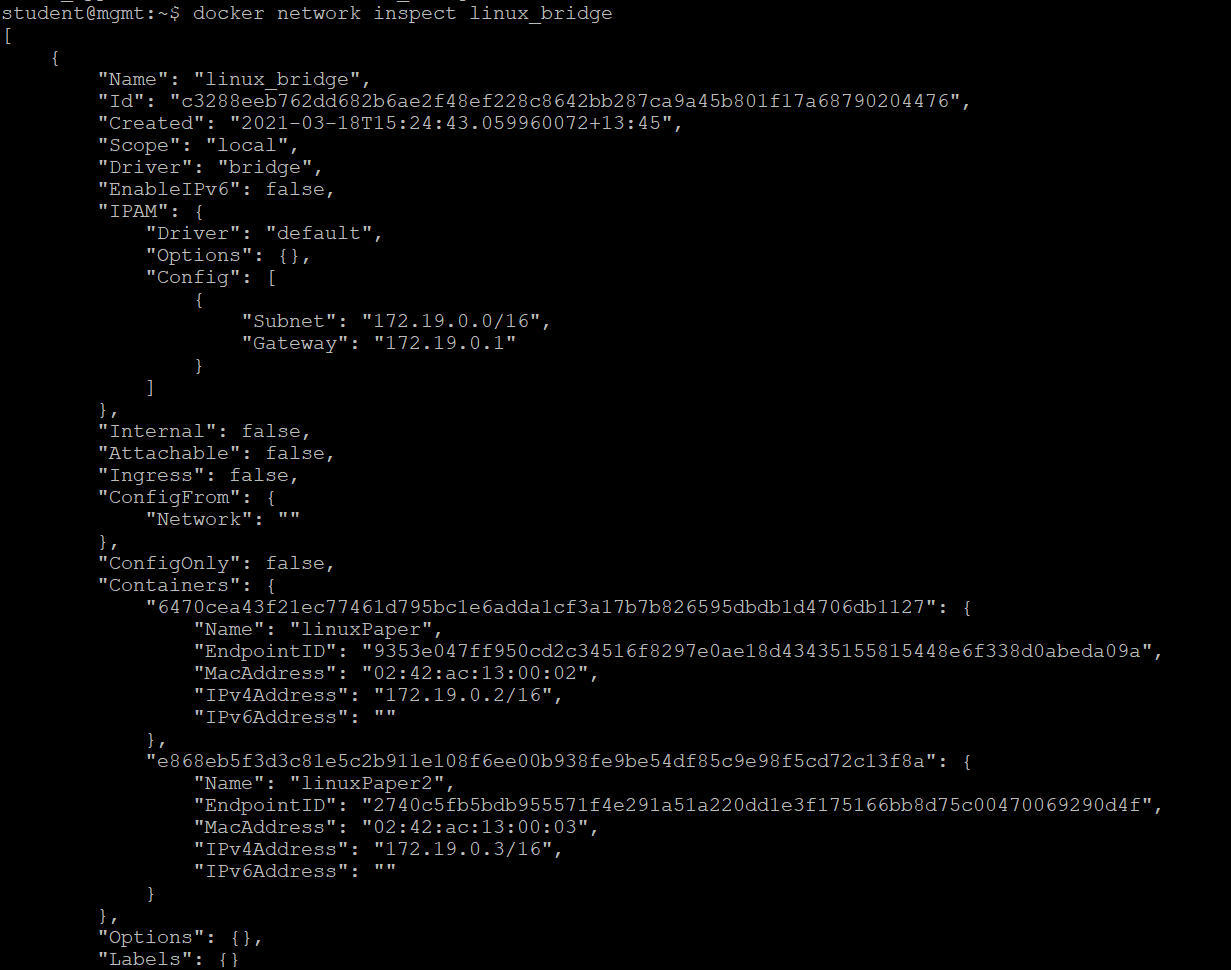 student@mgmt:~$ docker network inspect linux_bridge
[
    {
        "Name": "linux_bridge",
        "Id": "c3288eeb762dd682b6ae2f48ef228c8642bb287ca9a45b801f17a68790204476",
        "Created": "2021-03-18T15:24:43.059960072+13:45",
        "Scope": "local",
        "Driver": "bridge",
        "EnableIPv6": false,
        "IPAM": {
            "Driver": "default",
            "Options": {},
            "Config": [
                {
                    "Subnet": "172.19.0.0/16",
                    "Gateway": "172.19.0.1"
                }
            ]
        },
        "Internal": false,
        "Attachable": false,
        "Ingress": false,
        "ConfigFrom": {
            "Network": ""
        },
        "ConfigOnly": false,
        "Containers": {
            "6470cea43f21ec77461d795bc1e6adda1cf3a17b7b826595dbdb1d4706db1127": {
                "Name": "linuxPaper",
                "EndpointID": "9353e047ff950cd2c34516f8297e0ae18d43435155815448e6f338d0abeda09a",
                "MacAddress": "02:42:ac:13:00:02",
                "IPv4Address": "172.19.0.2/16",
                "IPv6Address": ""
            },
            "e868eb5f3d3c81e5c2b911e108f6ee00b938fe9be54df85c9e98f5cd72c13f8a": {
                "Name": "linuxPaper2",
                "EndpointID": "2740c5fb5bdb955571f4e291a51a220dd1e3f175166bb8d75c00470069290d4f",
                "MacAddress": "02:42:ac:13:00:03",
                "IPv4Address": "172.19.0.3/16",
                "IPv6Address": ""
            }
        },
        "Options": {},
        "Labels": {}